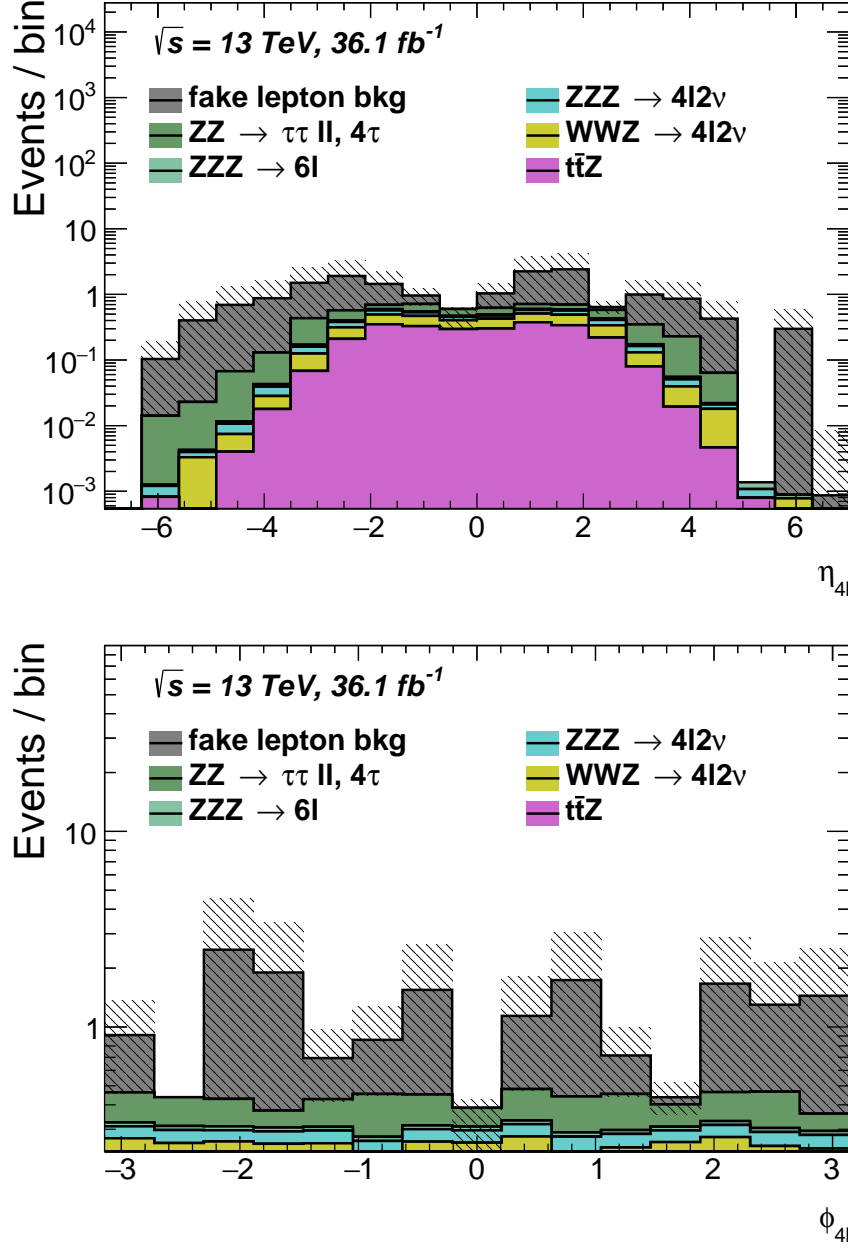 Events / bin
√s = 13 TeV, 36.1 fb⁻¹
fake lepton bkg
ZZ → ττ ll, 4τ
ZZZ → 6l
ZZZ → 4l2ν
WWZ → 4l2ν
tt̄Z
10⁴
10³
10²
10
1
10⁻¹
10⁻²
10⁻³
−6 −4 −2 0 2 4 6
η4l
Events / bin
√s = 13 TeV, 36.1 fb⁻¹
fake lepton bkg
ZZ → ττ ll, 4τ
ZZZ → 6l
ZZZ → 4l2ν
WWZ → 4l2ν
tt̄Z
10
1
−3 −2 −1 0 1 2 3
ϕ4l